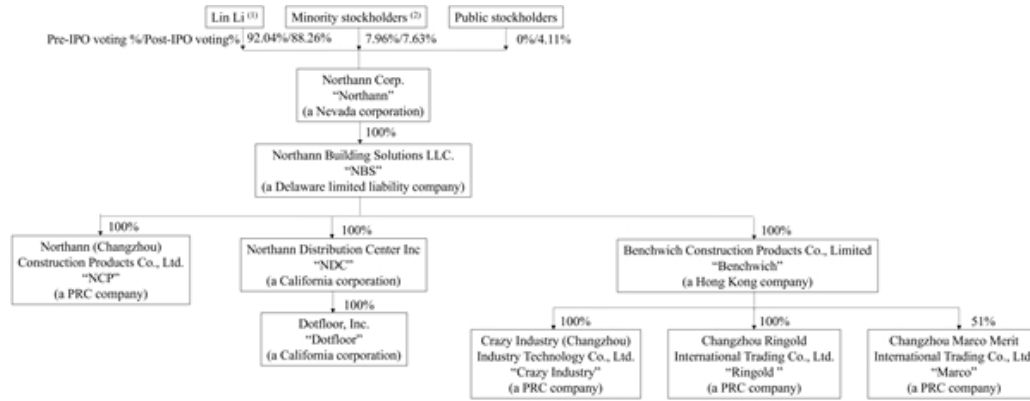 Lin Li (1)
Minority stockholders (2)
Public stockholders
Pre-IPO voting %/Post-IPO voting%
92.04%/88.26%
7.96%/7.63%
0%/4.11%
Northann Corp.
“Northann”
(a Nevada corporation)
100%
Northann Building Solutions LLC.
“NBS”
(a Delaware limited liability company)
100%
Northann (Changzhou)
Construction Products Co., Ltd.
“NCP”
(a PRC company)
100%
Northann Distribution Center Inc
“NDC”
(a California corporation)
100%
Dotfloor, Inc.
“Dotfloor”
(a California corporation)
100%
Benchwich Construction Products Co., Limited
“Benchwich”
(a Hong Kong company)
100%
Crazy Industry (Changzhou)
Industry Technology Co., Ltd.
“Crazy Industry”
(a PRC company)
100%
Changzhou Ringold
International Trading Co., Ltd.
“Ringold ”
(a PRC company)
51%
Changzhou Marco Merit
International Trading Co., Ltd
“Marco”
(a PRC company)